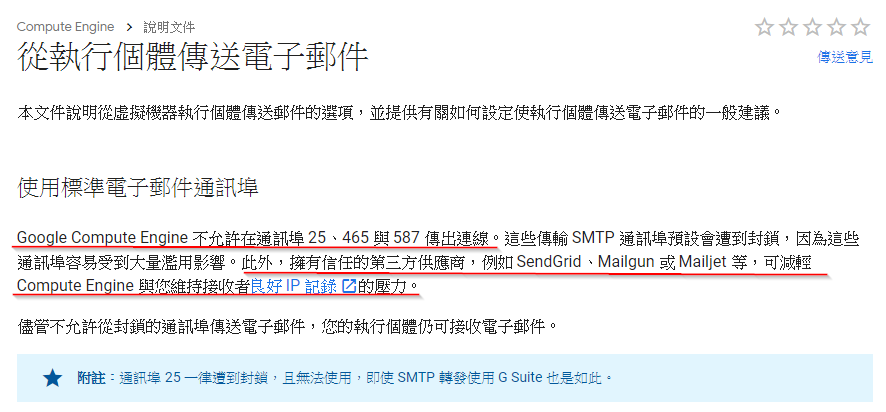 Compute Engine > 說明文件
從執行個體傳送電子郵件
傳送意見
本文件說明從虛擬機器執行個體傳送郵件的選項，並提供有關如何設定使執行個體傳送電子郵件的一般建議。
使用標準電子郵件通訊埠
Google Compute Engine 不允許在通訊埠 25、465 與 587 傳出連線。這些傳輸 SMTP 通訊埠預設會遭到封鎖，因為這些
通訊埠容易受到大量濫用影響。此外，擁有信任的第三方供應商，例如 SendGrid、Mailgun 或 Mailjet 等，可減輕
Compute Engine 與您維持接收者良好 IP 記錄的壓力。
儘管不允許從封鎖的通訊埠傳送電子郵件，您的執行個體仍可接收電子郵件。
附註：通訊埠 25 一律遭到封鎖，且無法使用，即使 SMTP 轉發使用 G Suite 也是如此。